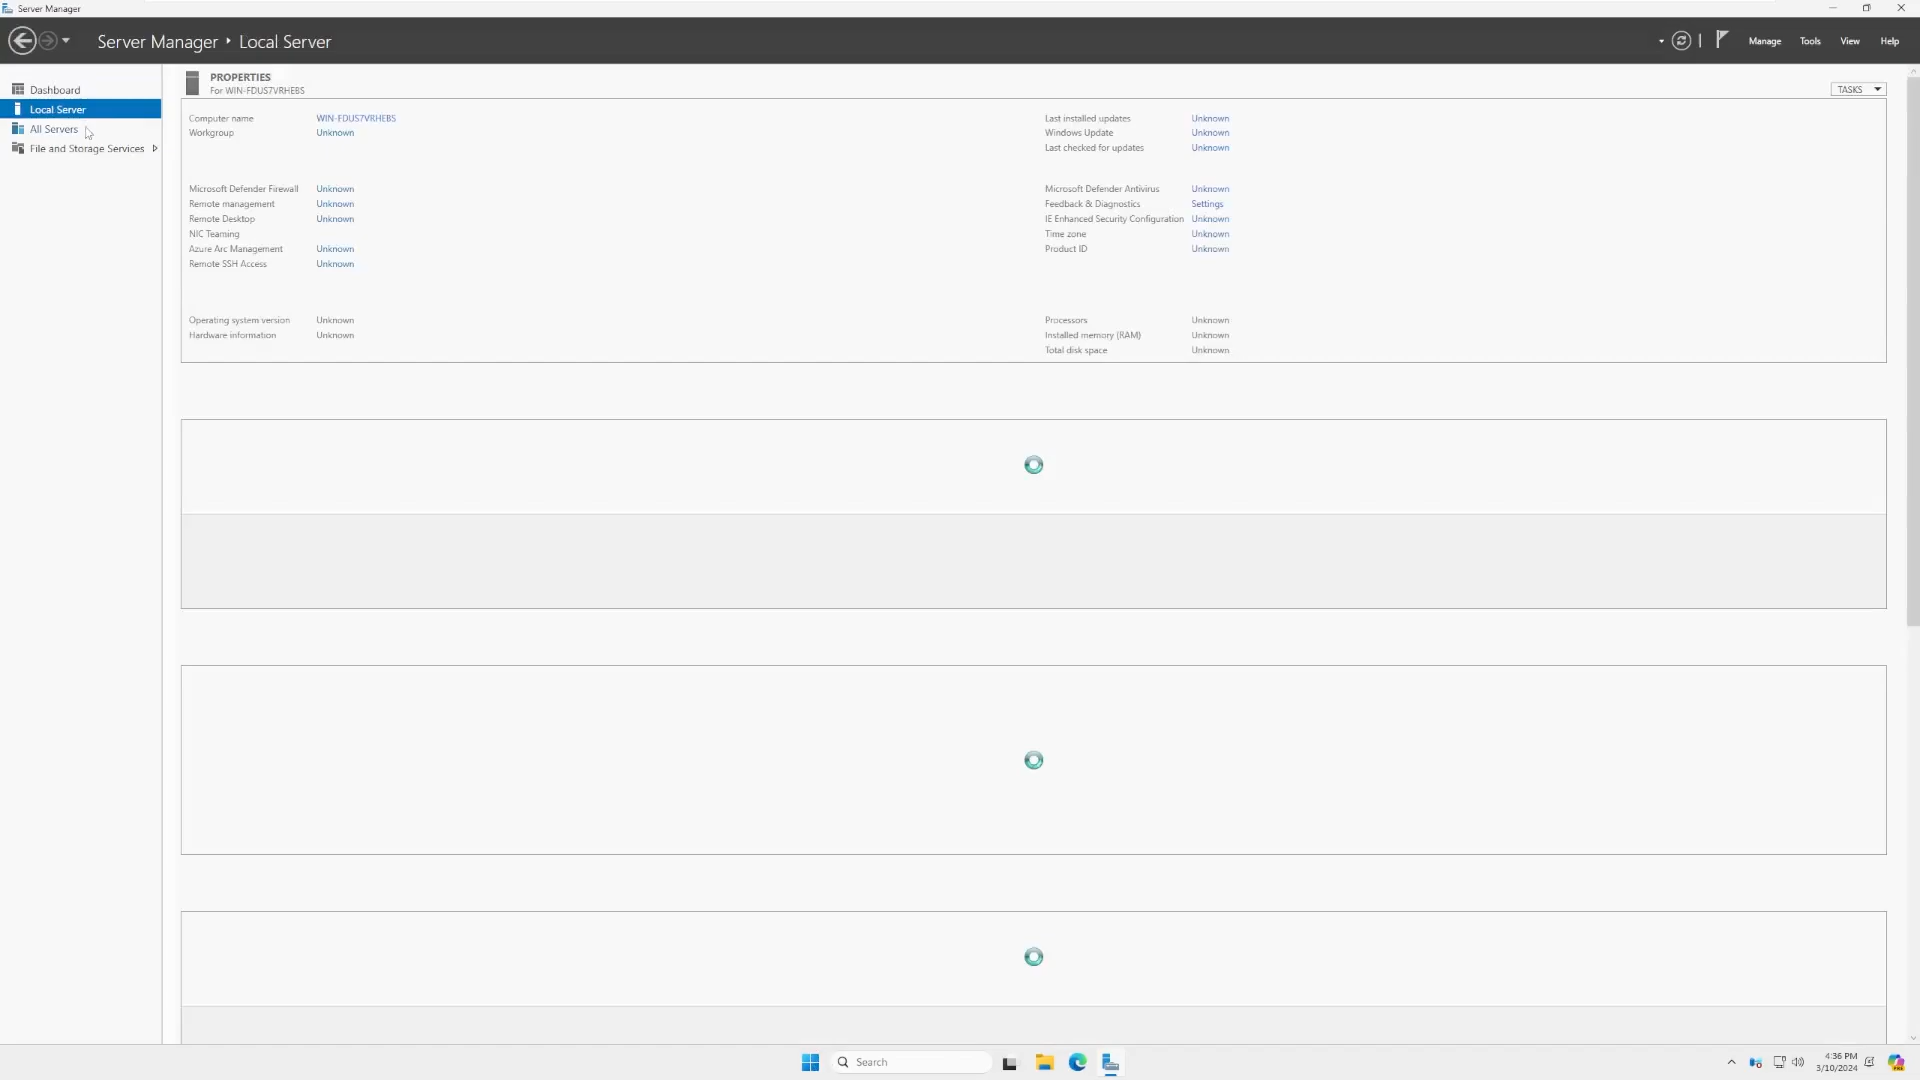 Server Manager
Server Manager • Local Server
Manage Tools View Help
Dashboard
Local Server
All Servers
File and Storage Services
PROPERTIES
For WIN-FDUS7VRHEBS
TASKS
Computer name WIN-FDUS7VRHEBS
Workgroup Unknown
Last installed updates Unknown
Windows Update Unknown
Last checked for updates Unknown
Microsoft Defender Firewall Unknown
Remote management Unknown
Remote Desktop Unknown
NIC Teaming
Azure Arc Management Unknown
Remote SSH Access Unknown
Microsoft Defender Antivirus Unknown
Feedback & Diagnostics Settings
IE Enhanced Security Configuration Unknown
Time zone Unknown
Product ID Unknown
Operating system version Unknown
Hardware information Unknown
Processors Unknown
Installed memory (RAM) Unknown
Total disk space Unknown
Search
4:36 PM
3/10/2024